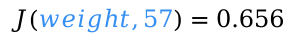 J(weight, 57) = 0.656